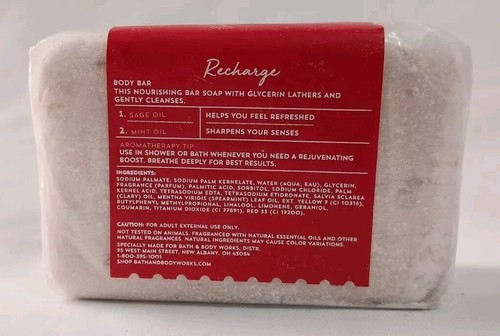 Recharge
BODY BAR
THIS NOURISHING BAR SOAP WITH GLYCERIN LATHERS AND
GENTLY CLEANSES.
1. SAGE OIL
HELPS YOU FEEL REFRESHED
2. MINT OIL
SHARPENS YOUR SENSES
AROMATHERAPY TIP
USE IN SHOWER OR BATH WHENEVER YOU NEED A REJUVENATING
BOOST. BREATHE DEEPLY FOR BEST RESULTS.
INGREDIENTS:
SODIUM PALMATE, SODIUM PALM KERNELATE, WATER (AQUA, EAU), GLYCERIN,
FRAGRANCE (PARFUM), PALMITIC ACID, SORBITOL, SODIUM CHLORIDE, PALM
KERNEL ACID, TETRASODIUM EDTA, TETRASODIUM ETIDRONATE, SALVIA SCLAREA
(CLARY) OIL, MENTHA VIRIDIS (SPEARMINT) LEAF OIL, EXT. YELLOW 7 (CI 10316),
BUTYLPHENYL METHYLPROPIONAL, LINALOOL, LIMONENE, GERANIOL,
COUMARIN, TITANIUM DIOXIDE (CI 77891), RED 33 (CI 17200).
CAUTION: FOR ADULT EXTERNAL USE ONLY.
NOT TESTED ON ANIMALS. FRAGRANCED WITH NATURAL ESSENTIAL OILS AND OTHER
NATURAL FRAGRANCES. NATURAL INGREDIENTS MAY CAUSE COLOR VARIATIONS.
SPECIALLY MADE FOR BATH & BODY WORKS, DISTR.
95 WEST MAIN STREET, NEW ALBANY, OH 43054
1-800-395-1001
SHOP BATHANDBODYWORKS.COM